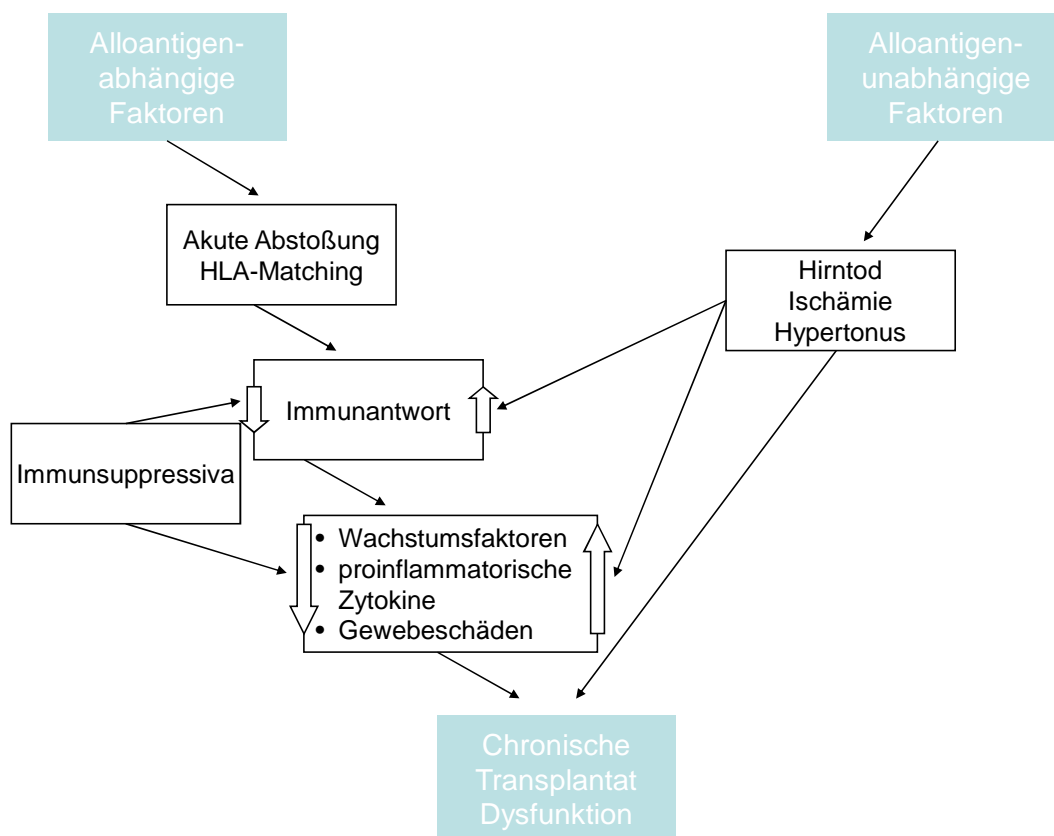 Alloantigen-
abhängige
Faktoren
Alloantigen-
unabhängige
Faktoren
Akute Abstoßung
HLA-Matching
Hirntod
Ischämie
Hypertonus
Immunantwort
Immunsuppressiva
• Wachstumsfaktoren
• proinflammatorische
Zytokine
• Gewebeschäden
Chronische
Transplantat
Dysfunktion